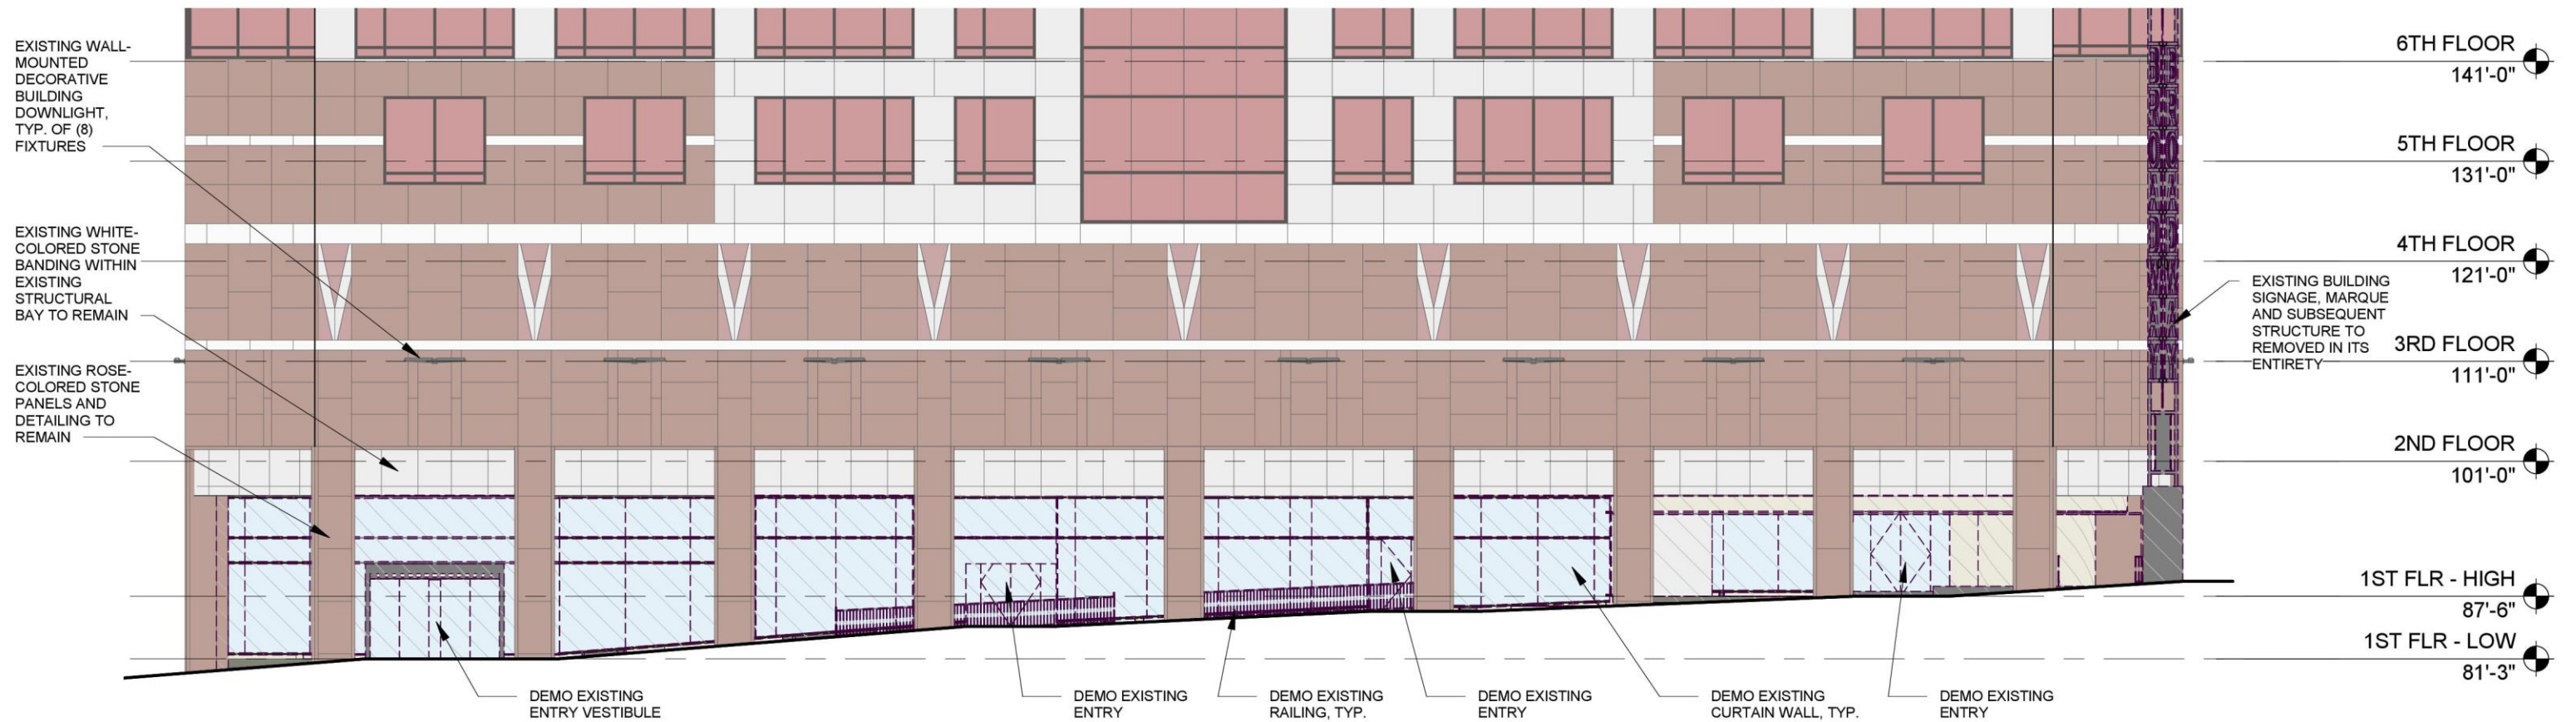 EXISTING WALL-
MOUNTED
DECORATIVE
BUILDING
DOWNLIGHT,
TYP. OF (8)
FIXTURES
EXISTING WHITE-
COLORED STONE
BANDING WITHIN
EXISTING
STRUCTURAL
BAY TO REMAIN
EXISTING ROSE-
COLORED STONE
PANELS AND
DETAILING TO
REMAIN
6TH FLOOR
141'-0"
5TH FLOOR
131'-0"
4TH FLOOR
121'-0"
EXISTING BUILDING
SIGNAGE, MARQUE
AND SUBSEQUENT
STRUCTURE TO
REMOVED IN ITS
ENTIRETY
3RD FLOOR
111'-0"
2ND FLOOR
101'-0"
1ST FLR - HIGH
87'-6"
1ST FLR - LOW
81'-3"
DEMO EXISTING
ENTRY VESTIBULE
DEMO EXISTING
ENTRY
DEMO EXISTING
RAILING, TYP.
DEMO EXISTING
ENTRY
DEMO EXISTING
CURTAIN WALL, TYP.
DEMO EXISTING
ENTRY